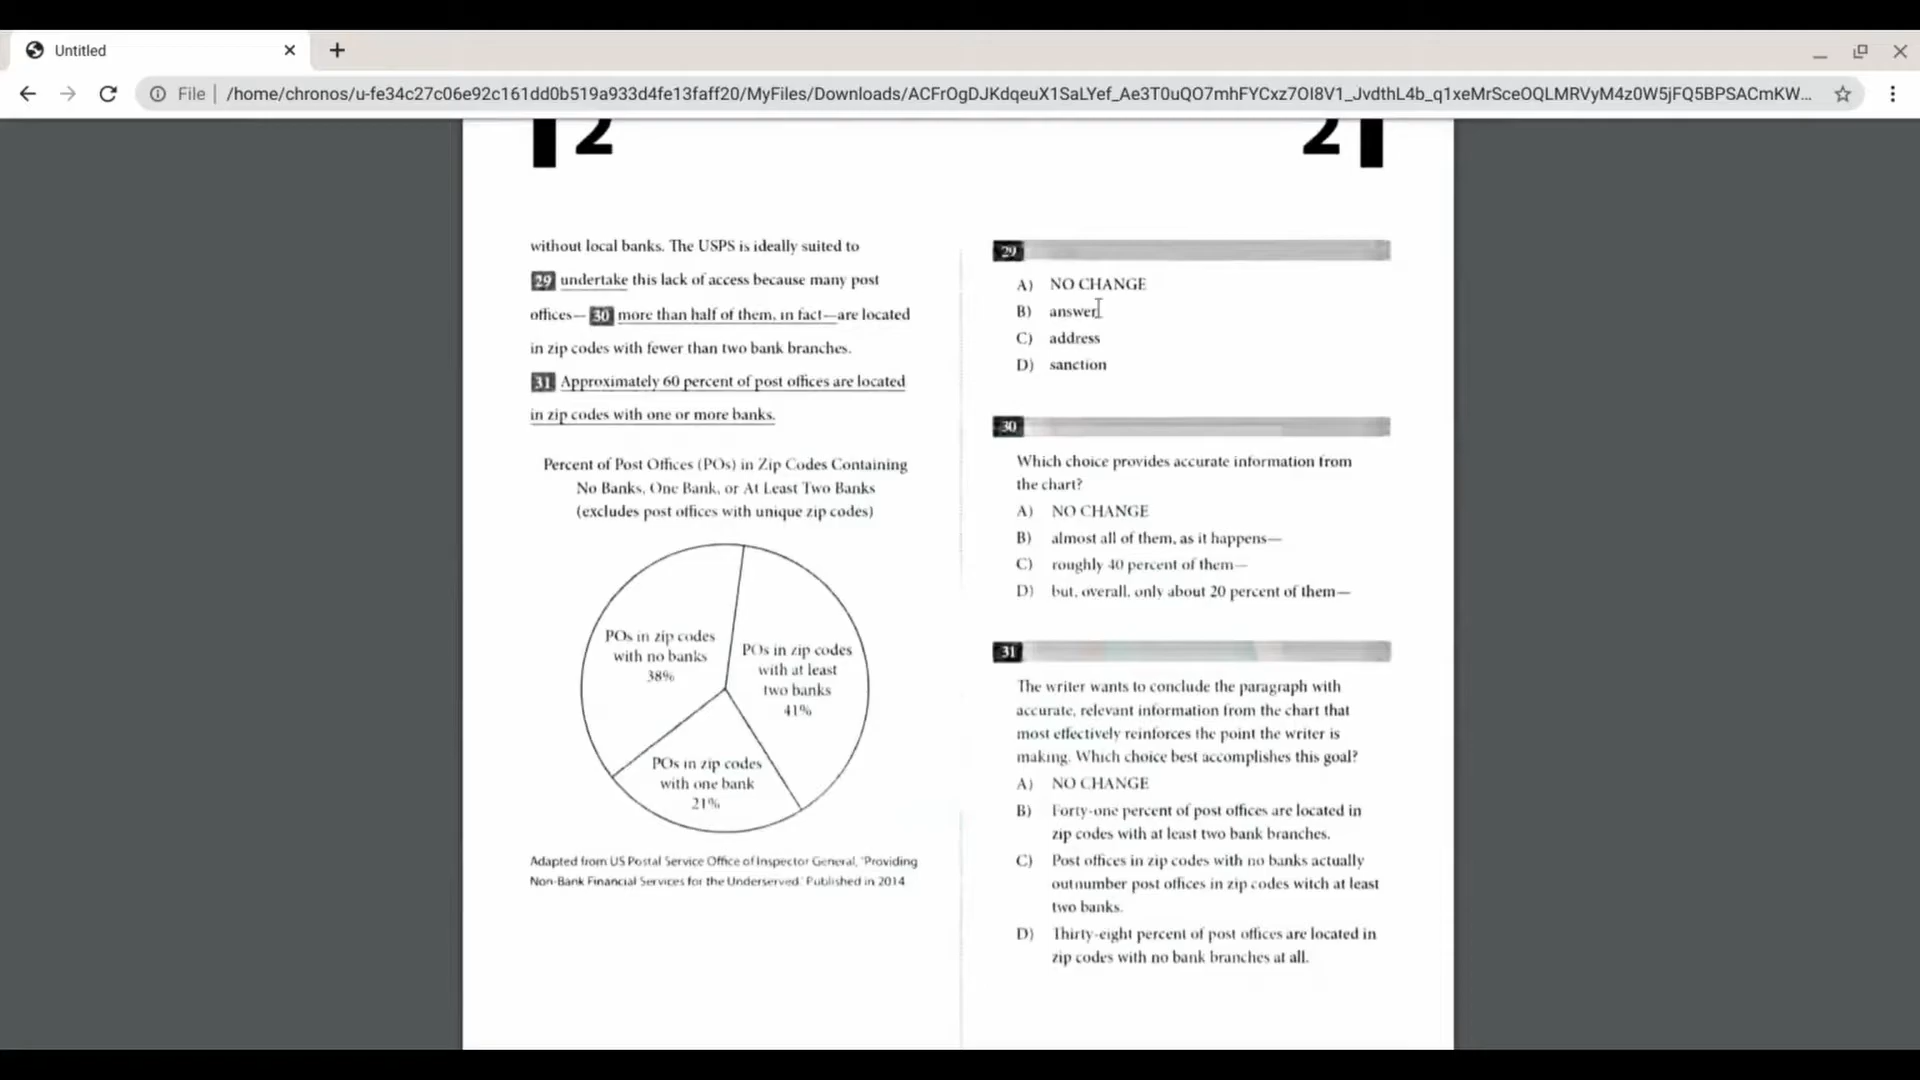 Untitled
File
/home/chronos/u-fe34c27c06e92c161dd0b519a933d4fe13faff20/MyFiles/Downloads/ACFrOgDJKdqeuX1SaLYef_Ae3T0uQO7mhFYCxz7OI8V1_JvdthL4b_q1xeMrSceOQLMRVyM4z0W5jFQ5BPSACmKW...
2
2
without local banks. The USPS is ideally suited to
29 undertake this lack of access because many post
offices— 30 more than half of them, in fact—are located
in zip codes with fewer than two bank branches.
31 Approximately 60 percent of post offices are located
in zip codes with one or more banks.
Percent of Post Offices (POs) in Zip Codes Containing
No Banks, One Bank, or At Least Two Banks
(excludes post offices with unique zip codes)
POs in zip codes
with no banks
38%
POs in zip codes
with at least
two banks
41%
POs in zip codes
with one bank
21%
Adapted from US Postal Service Office of Inspector General, "Providing
Non-Bank Financial Services for the Underserved." Published in 2014
29
A) NO CHANGE
B) answer
C) address
D) sanction
30
Which choice provides accurate information from
the chart?
A) NO CHANGE
B) almost all of them, as it happens—
C) roughly 40 percent of them—
D) but, overall, only about 20 percent of them—
31
The writer wants to conclude the paragraph with
accurate, relevant information from the chart that
most effectively reinforces the point the writer is
making. Which choice best accomplishes this goal?
A) NO CHANGE
B) Forty-one percent of post offices are located in
zip codes with at least two bank branches.
C) Post offices in zip codes with no banks actually
outnumber post offices in zip codes witch at least
two banks.
D) Thirty-eight percent of post offices are located in
zip codes with no bank branches at all.